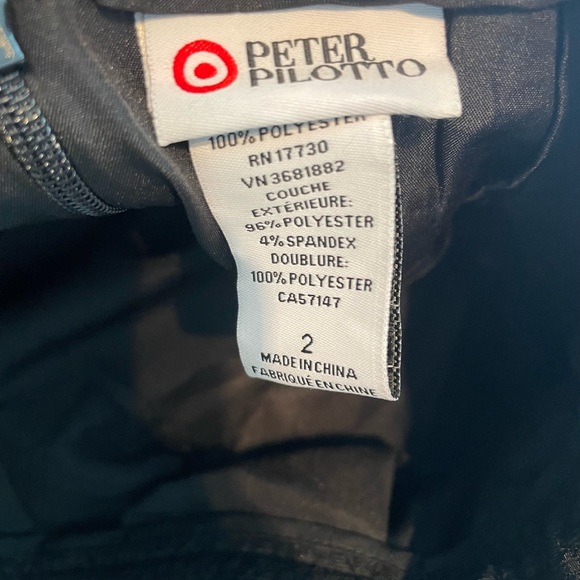 PETER
PILOTTO
100% POLYESTER
RN 17730
VN 3681882
COUCHE
EXTÉRIEURE:
96% POLYESTER
4% SPANDEX
DOUBLURE:
100% POLYESTER
CA57147
2
MADE IN CHINA
FABRIQUÉ EN CHINE